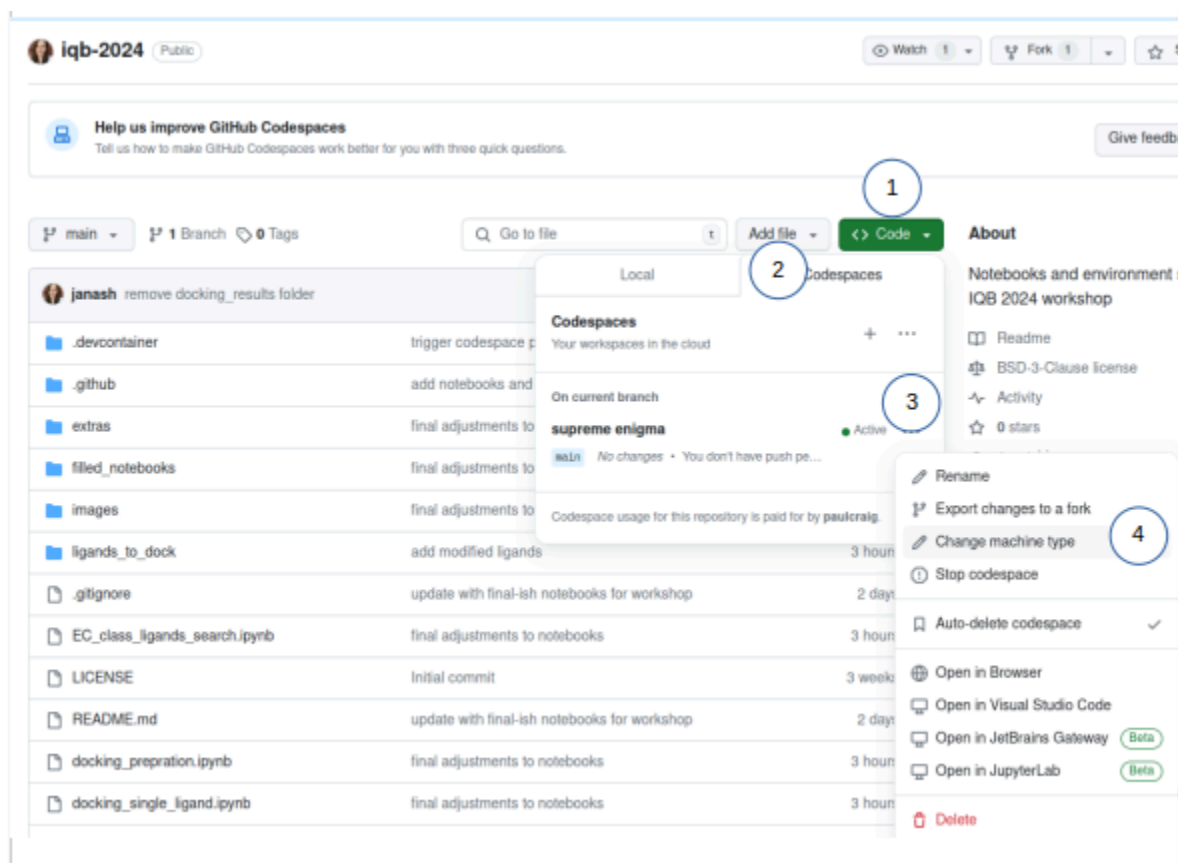 iqb-2024 Public
Watch 1
Fork 1
Help us improve GitHub Codespaces
Tell us how to make GitHub Codespaces work better for you with three quick questions.
Give feedb
1
main
1 Branch
0 Tags
Go to file
t
Add file
<> Code
About
2
Local
Codespaces
Notebooks and environment
IQB 2024 workshop
janash remove docking_results folder
Codespaces
Your workspaces in the cloud
+ ...
Readme
BSD-3-Clause license
Activity
0 stars
On current branch
3
supreme enigma
Active
main No changes • You don't have push pe...
Codespace usage for this repository is paid for by paulcraig.
.devcontainer trigger codespace p
.github add notebooks and
extras final adjustments to
filled_notebooks final adjustments to
images final adjustments to
ligands_to_dock add modified ligands 3 hour
.gitignore update with final-ish notebooks for workshop 2 day
EC_class_ligands_search.ipynb final adjustments to notebooks 3 hour
LICENSE Initial commit 3 week
README.md update with final-ish notebooks for workshop 2 day
docking_prepration.ipynb final adjustments to notebooks 3 hour
docking_single_ligand.ipynb final adjustments to notebooks 3 hour
Rename
Export changes to a fork
Change machine type
4
Stop codespace
Auto-delete codespace
Open in Browser
Open in Visual Studio Code
Open in JetBrains Gateway Beta
Open in JupyterLab Beta
Delete